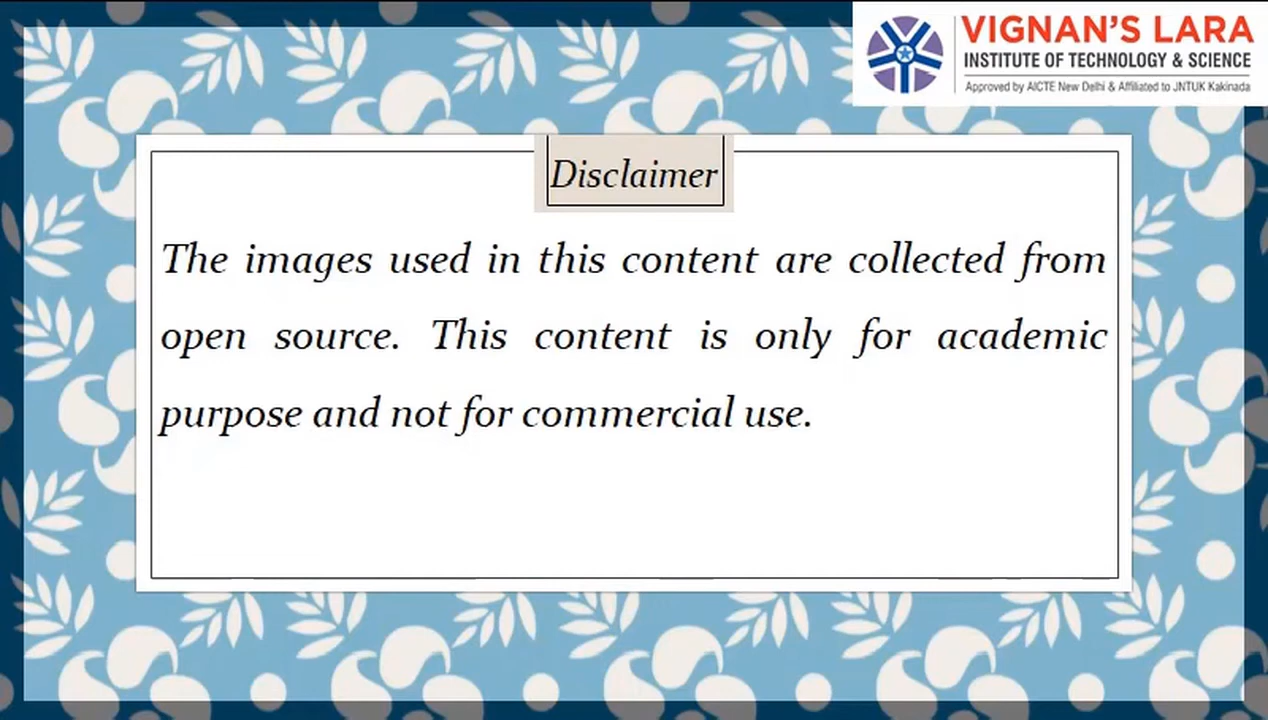 VIGNAN'S LARA
INSTITUTE OF TECHNOLOGY & SCIENCE
Approved by AICTE New Delhi & Affiliated to JNTUK Kakinada
Disclaimer
The images used in this content are collected from
open source. This content is only for academic
purpose and not for commercial use.